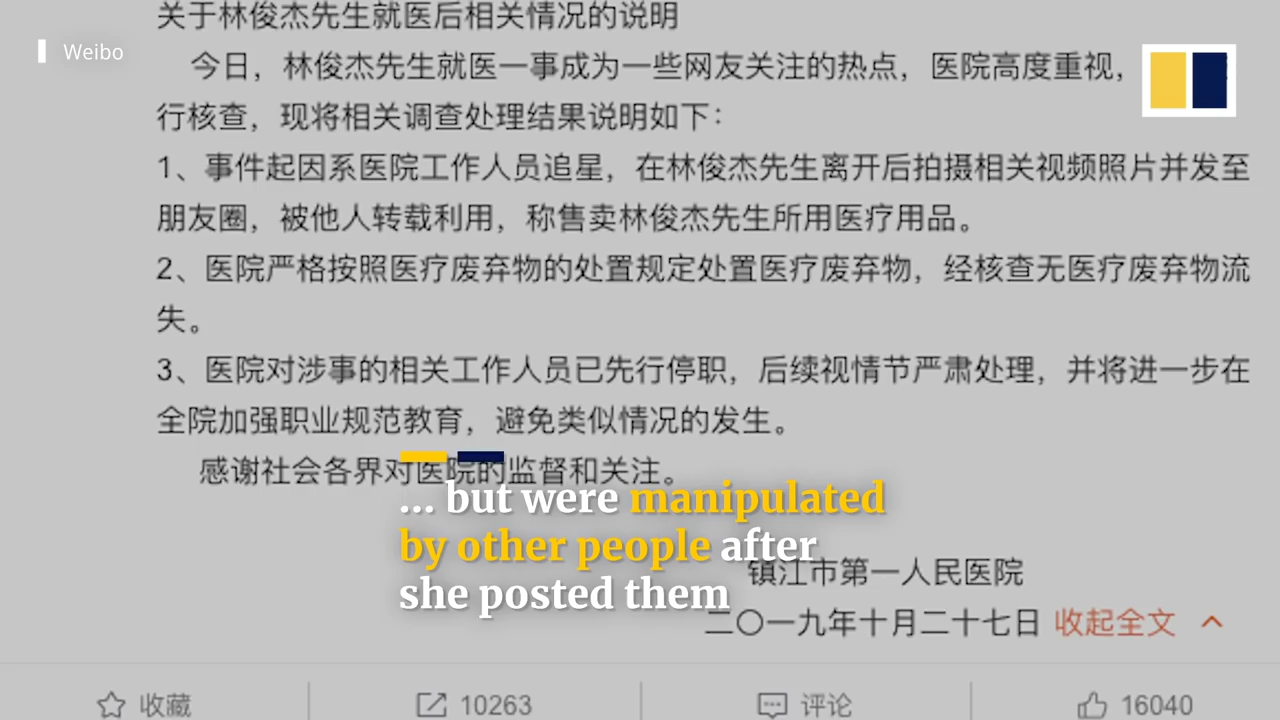 关于林俊杰先生就医后相关情况的说明
Weibo
今日，林俊杰先生就医一事成为一些网友关注的热点，医院高度重视，
行核查，现将相关调查处理结果说明如下：
1、事件起因系医院工作人员追星，在林俊杰先生离开后拍摄相关视频照片并发至
朋友圈，被他人转载利用，称售卖林俊杰先生所用医疗用品。
2、医院严格按照医疗废弃物的处置规定处置医疗废弃物，经核查无医疗废弃物流
失。
3、医院对涉事的相关工作人员已先行停职，后续视情节严肃处理，并将进一步在
全院加强职业规范教育，避免类似情况的发生。
感谢社会各界对医院的监督和关注。
... but were manipulated
by other people after
she posted them
镇江市第一人民医院
二〇一九年十月二十七日 收起全文
收藏 10263 评论 16040